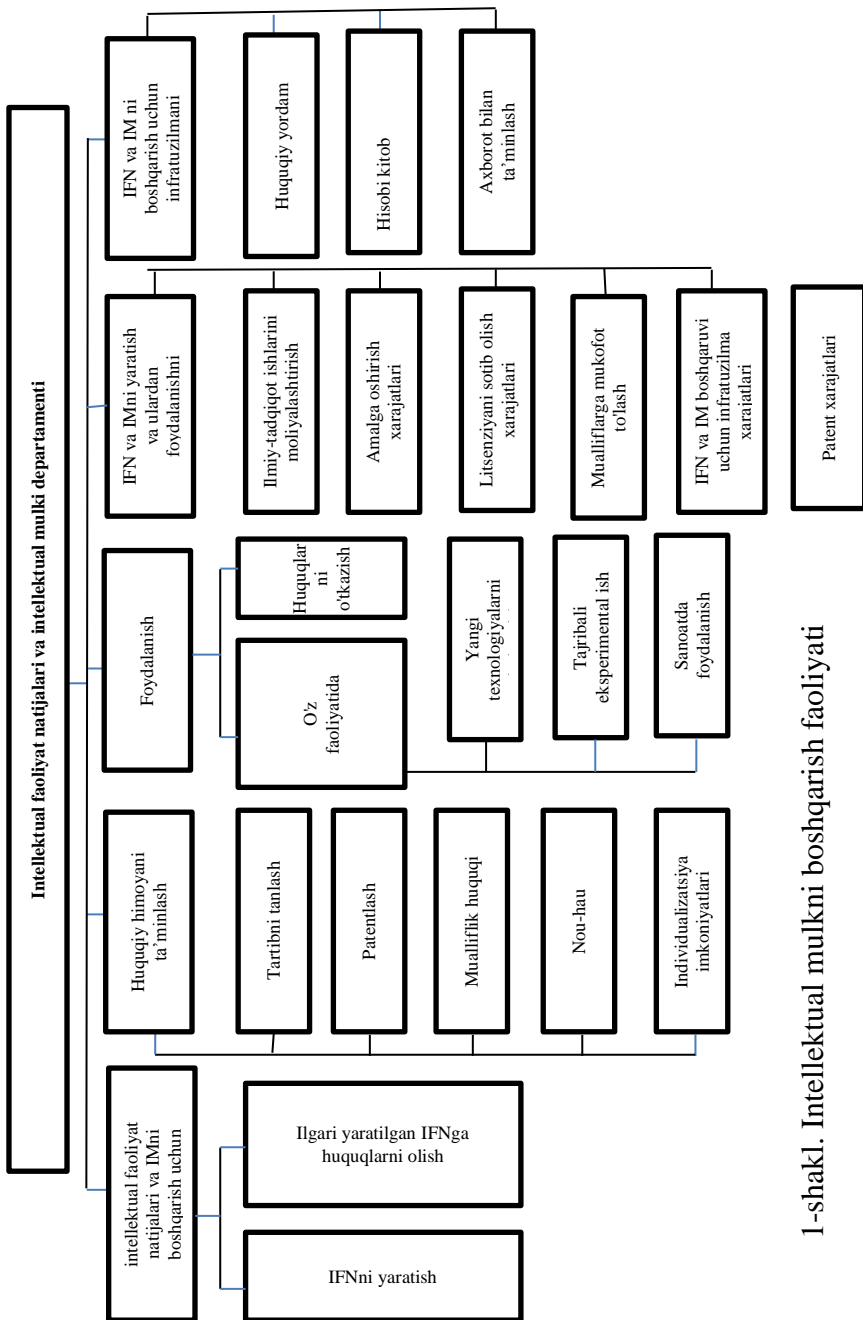 Intellektual faoliyat natijalari va intellektual mulki departamenti
intellektual faoliyat
natijalari va IMni
boshqarish uchun
IFNni yaratish
Ilgari yaratilgan IFNga
huquqlarni olish
Huquqiy himoyani
ta’minlash
Tartibni tanlash
Patentlash
Mualliflik huquqi
Nou-hau
Individualizatsiya
imkoniyatlari
Foydalanish
O'z
faoliyatida
Huquqlar
ni
o'tkazish
Yangi
texnologiyalarni
Tajribali
eksperimental ish
Sanoatda
foydalanish
IFN va IMni yaratish
va ulardan
foydalanishni
Ilmiy-tadqiqot ishlarini
moliyalashtirish
Amalga oshirish
xarajatlari
Litsenziyani sotib olish
xarajatlari
Mualliflarga mukofot
to'lash
IFN va IM boshqaruvi
uchun infratuzilma
xarajatlari
Patent xarajatlari
IFN va IM ni
boshqarish uchun
infratuzilmani
Huquqiy yordam
Hisobi kitob
Axborot bilan
ta’minlash
1-shakl. Intellektual mulkni boshqarish faoliyati